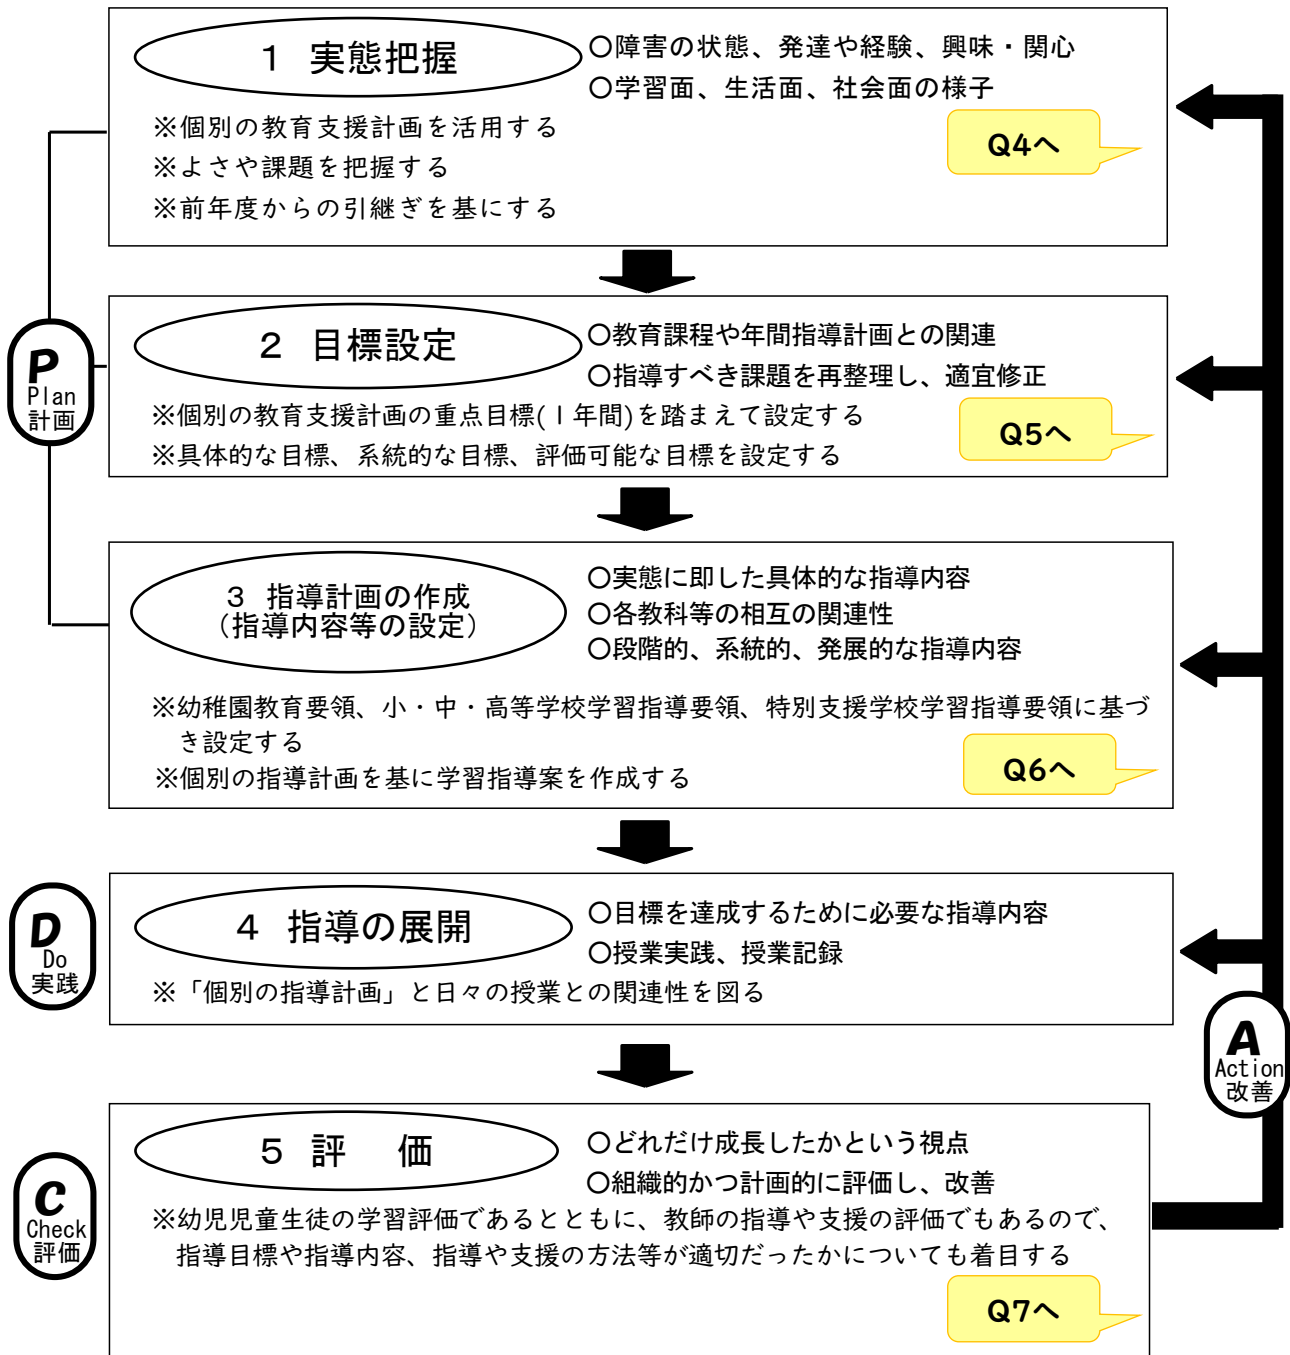 1 実態把握
〇障害の状態、発達や経験、興味・関心
〇学習面、生活面、社会面の様子
※個別の教育支援計画を活用する
※よさや課題を把握する
※前年度からの引継ぎを基にする
Q4へ
P
Plan
計画
2 目標設定
〇教育課程や年間指導計画との関連
〇指導すべき課題を再整理し、適宜修正
※個別の教育支援計画の重点目標(1年間)を踏まえて設定する
※具体的な目標、系統的な目標、評価可能な目標を設定する
Q5へ
3 指導計画の作成
(指導内容等の設定)
〇実態に即した具体的な指導内容
〇各教科等の相互の関連性
〇段階的、系統的、発展的な指導内容
※幼稚園教育要領、小・中・高等学校学習指導要領、特別支援学校学習指導要領に基づ
き設定する
※個別の指導計画を基に学習指導案を作成する
Q6へ
D
Do
実践
4 指導の展開
〇目標を達成するために必要な指導内容
〇授業実践、授業記録
※「個別の指導計画」と日々の授業との関連性を図る
A
Action
改善
C
Check
評価
5 評 価
〇どれだけ成長したかという視点
〇組織的かつ計画的に評価し、改善
※幼児児童生徒の学習評価であるとともに、教師の指導や支援の評価でもあるので、
指導目標や指導内容、指導や支援の方法等が適切だったかについても着目する
Q7へ